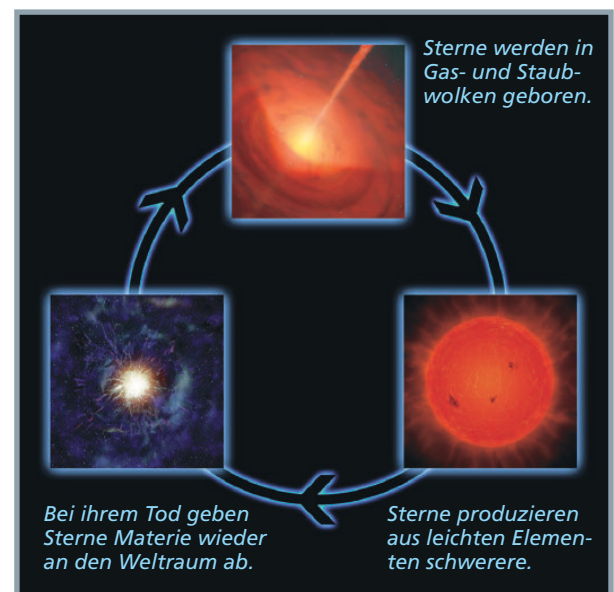 Sterne werden in
Gas- und Staub-
wolken geboren.
Bei ihrem Tod geben
Sterne Materie wieder
an den Weltraum ab.
Sterne produzieren
aus leichten Elemen-
ten schwerere.